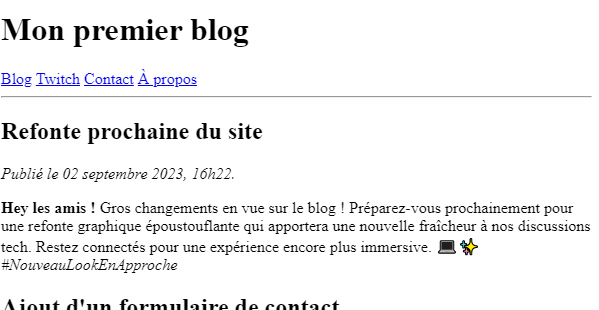 Mon premier blog
Blog Twitch Contact À propos
Refonte prochaine du site
Publié le 02 septembre 2023, 16h22.
Hey les amis ! Gros changements en vue sur le blog ! Préparez-vous prochainement pour
une refonte graphique époustouflante qui apportera une nouvelle fraîcheur à nos discussions
tech. Restez connectés pour une expérience encore plus immersive. 💻 ✨
#NouveauLookEnApproche
Ajout d'un formulaire de contact